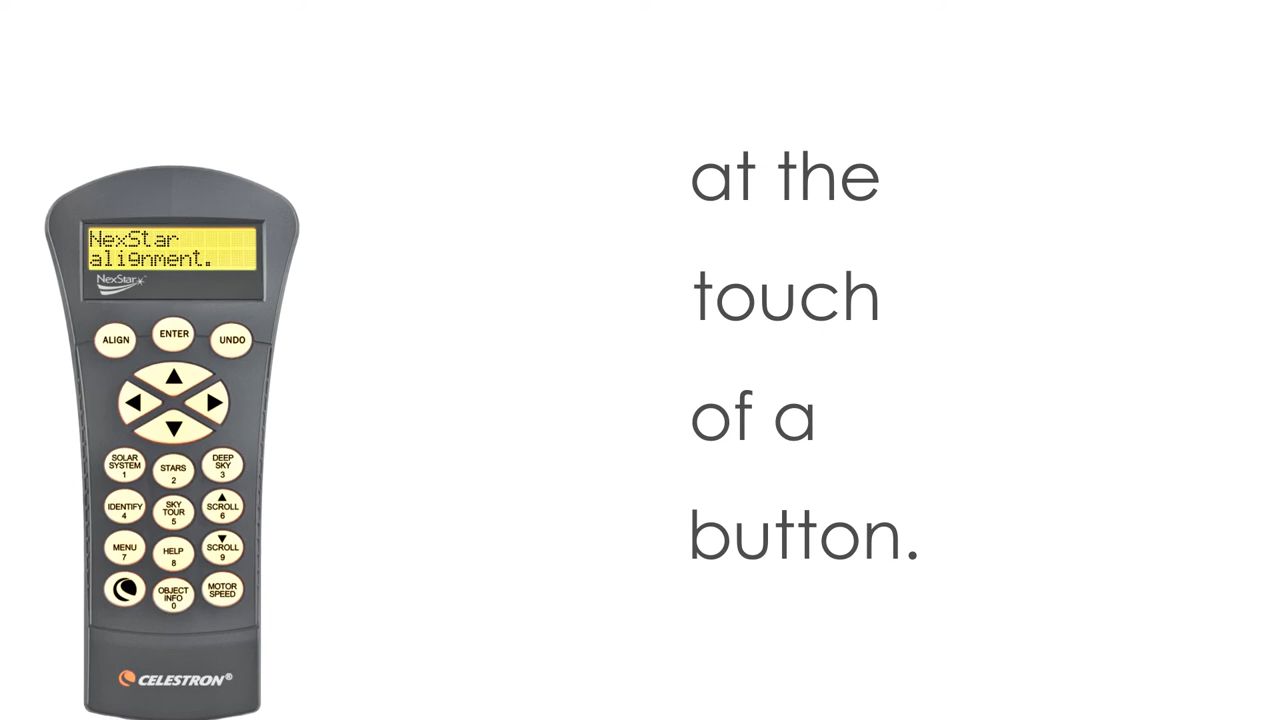 NexStar
alignment.
NexStar
ALIGN
ENTER
UNDO
SOLAR
SYSTEM
1
STARS
2
DEEP
SKY
3
IDENTIFY
4
SKY
TOUR
5
SCROLL
6
MENU
7
HELP
8
SCROLL
9
OBJECT
INFO
0
MOTOR
SPEED
CELESTRON®
at the
touch
of a
button.